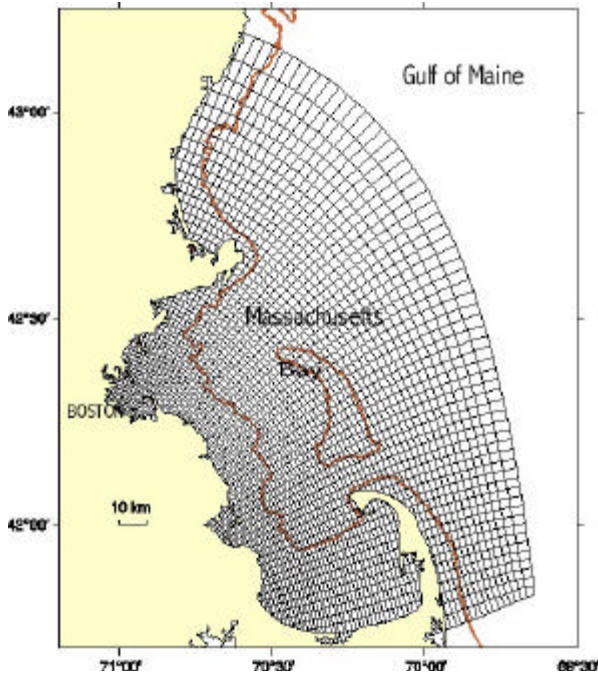 Gulf of Maine
43°00'
42°30'
Massachusetts
Bay
BOSTON
10 km
42°00'
71°00'
70°30'
70°00'
69°30'